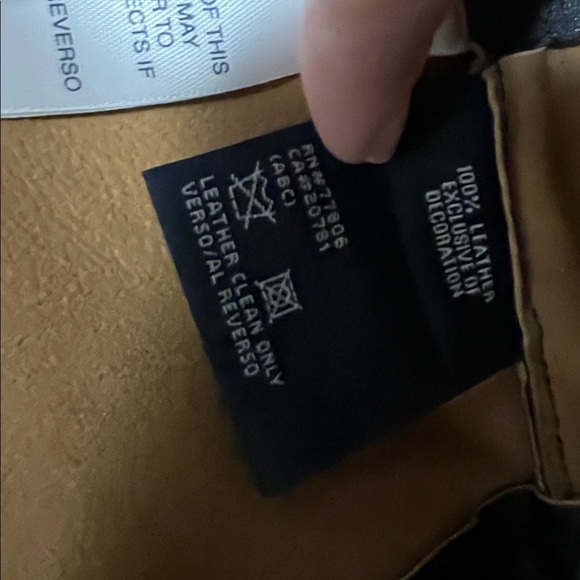 OF THIS
MAY
R TO
ECTS IF
REVERSO
100% LEATHER
EXCLUSIVE OF
DECORATION
RN#77806
CA#20781
(ABC)
LEATHER CLEAN ONLY
VERSO/AL REVERSO